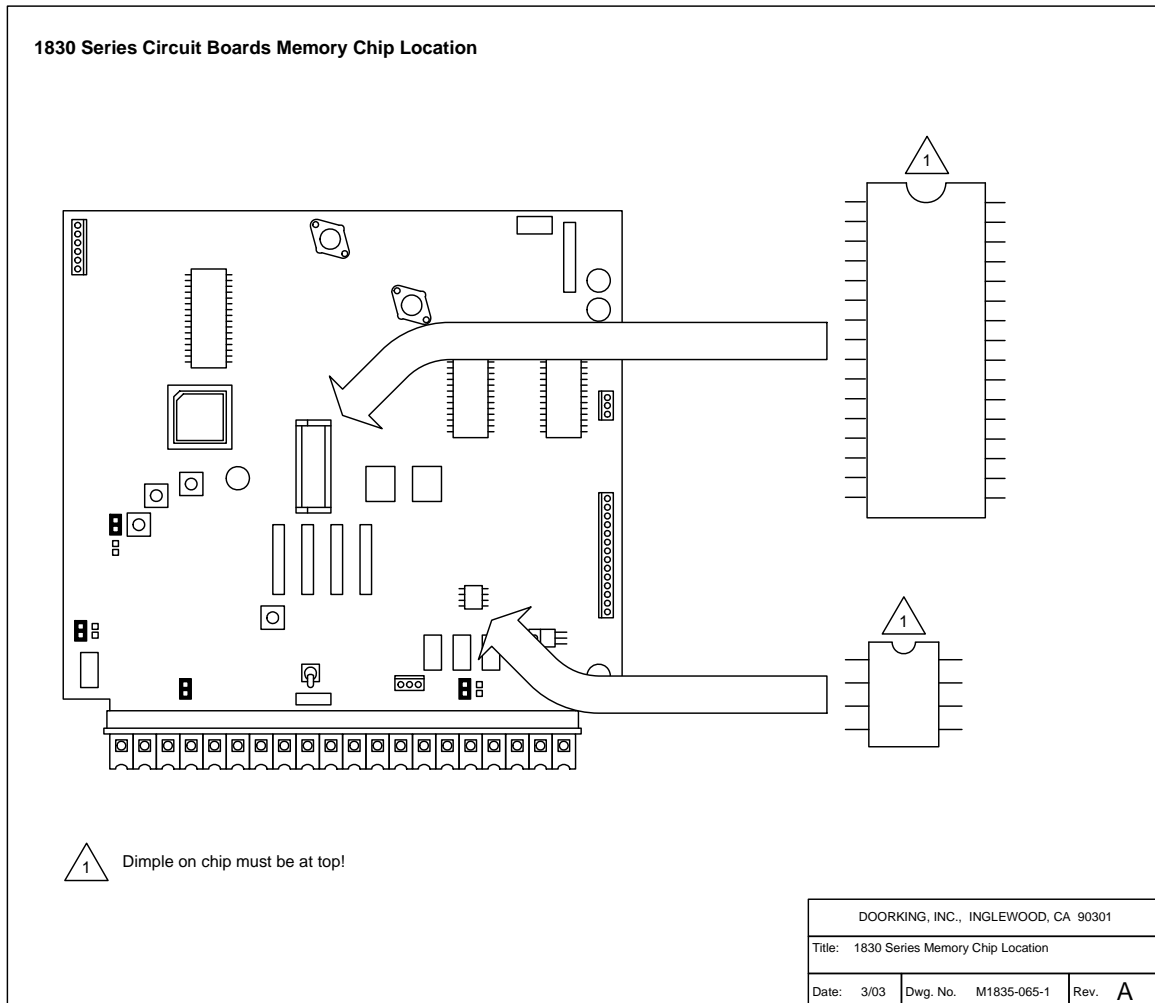 1830 Series Circuit Boards Memory Chip Location
1
1
1 Dimple on chip must be at top!
DOORKING, INC., INGLEWOOD, CA 90301
Title: 1830 Series Memory Chip Location
Date: 3/03 Dwg. No. M1835-065-1 Rev. A